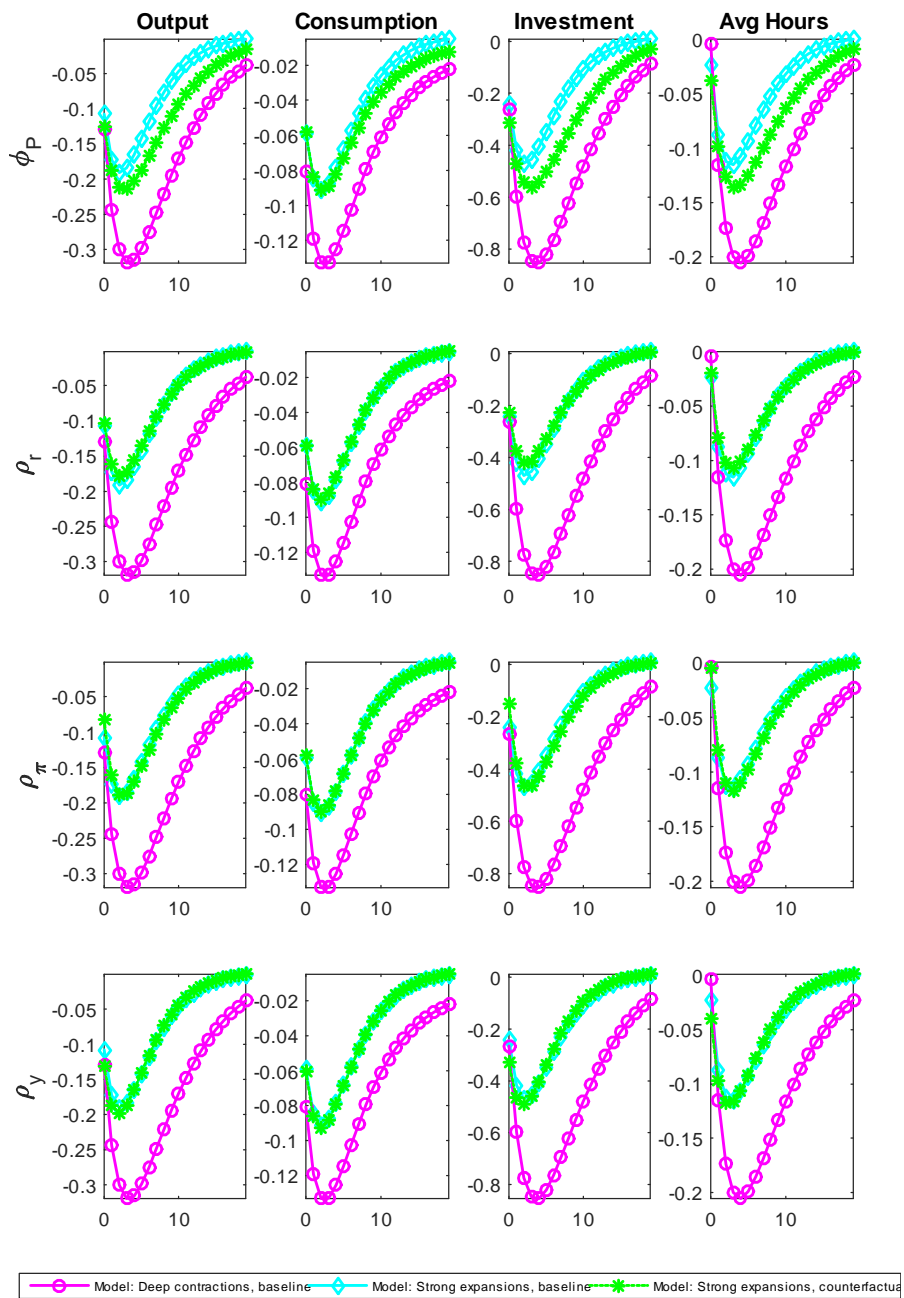 Output Consumption Investment Avg Hours
ϕ_P
-0.05 -0.1 -0.15 -0.2 -0.25 -0.3 0 10
-0.02 -0.04 -0.06 -0.08 -0.1 -0.12 0 10
0 -0.2 -0.4 -0.6 -0.8 0 10
0 -0.05 -0.1 -0.15 -0.2 0 10
ρ_r
-0.05 -0.1 -0.15 -0.2 -0.25 -0.3 0 10
-0.02 -0.04 -0.06 -0.08 -0.1 -0.12 0 10
0 -0.2 -0.4 -0.6 -0.8 0 10
0 -0.05 -0.1 -0.15 -0.2 0 10
ρ_π
-0.05 -0.1 -0.15 -0.2 -0.25 -0.3 0 10
-0.02 -0.04 -0.06 -0.08 -0.1 -0.12 0 10
0 -0.2 -0.4 -0.6 -0.8 0 10
0 -0.05 -0.1 -0.15 -0.2 0 10
ρ_y
-0.05 -0.1 -0.15 -0.2 -0.25 -0.3 0 10
-0.02 -0.04 -0.06 -0.08 -0.1 -0.12 0 10
0 -0.2 -0.4 -0.6 -0.8 0 10
0 -0.05 -0.1 -0.15 -0.2 0 10
Model: Deep contractions, baseline Model: Strong expansions, baseline Model: Strong expansions, counterfactua